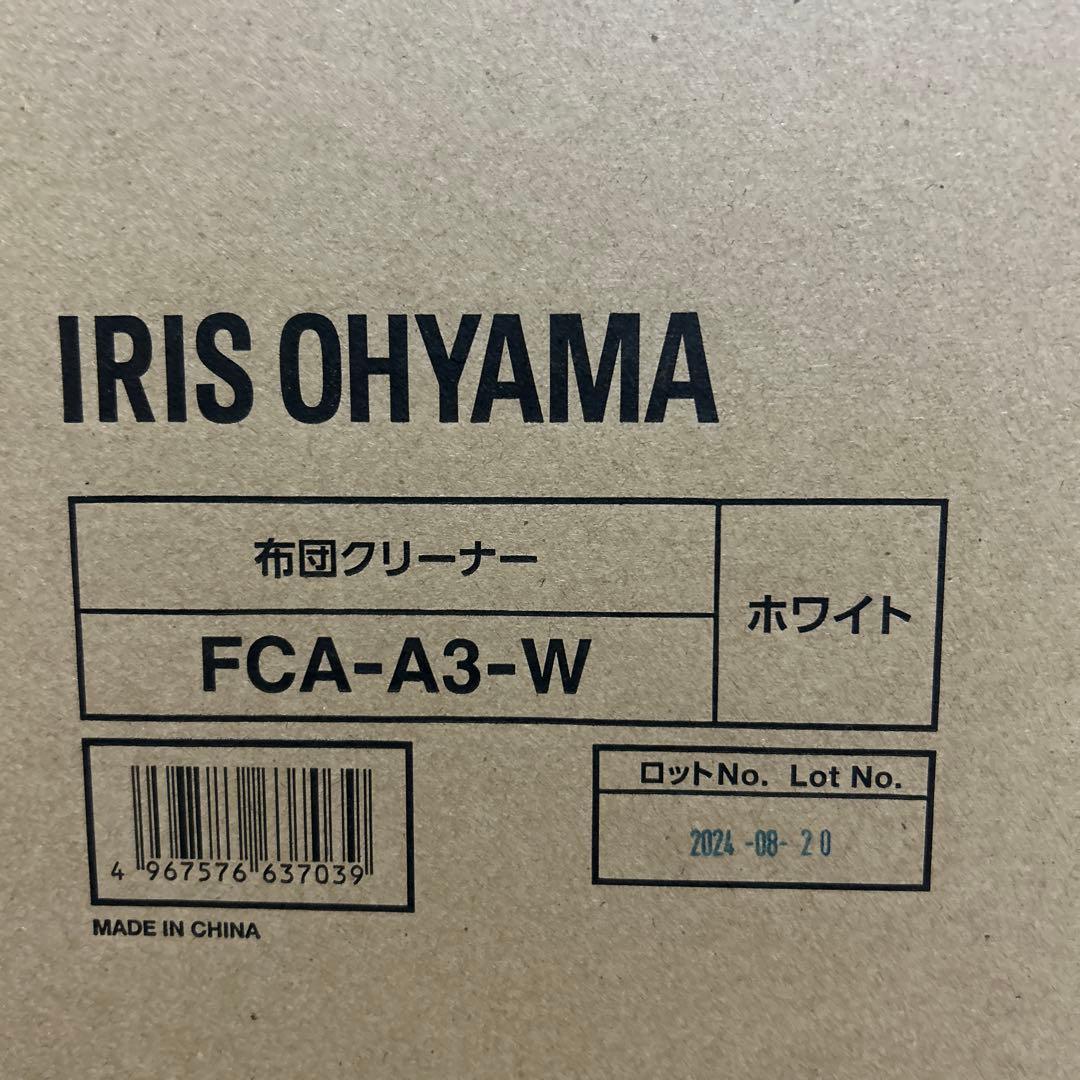 IRIS OHYAMA
布団クリーナー
FCA-A3-W
ホワイト
4 967576 637039
MADE IN CHINA
ロットNo. Lot No.
2024 -08- 20